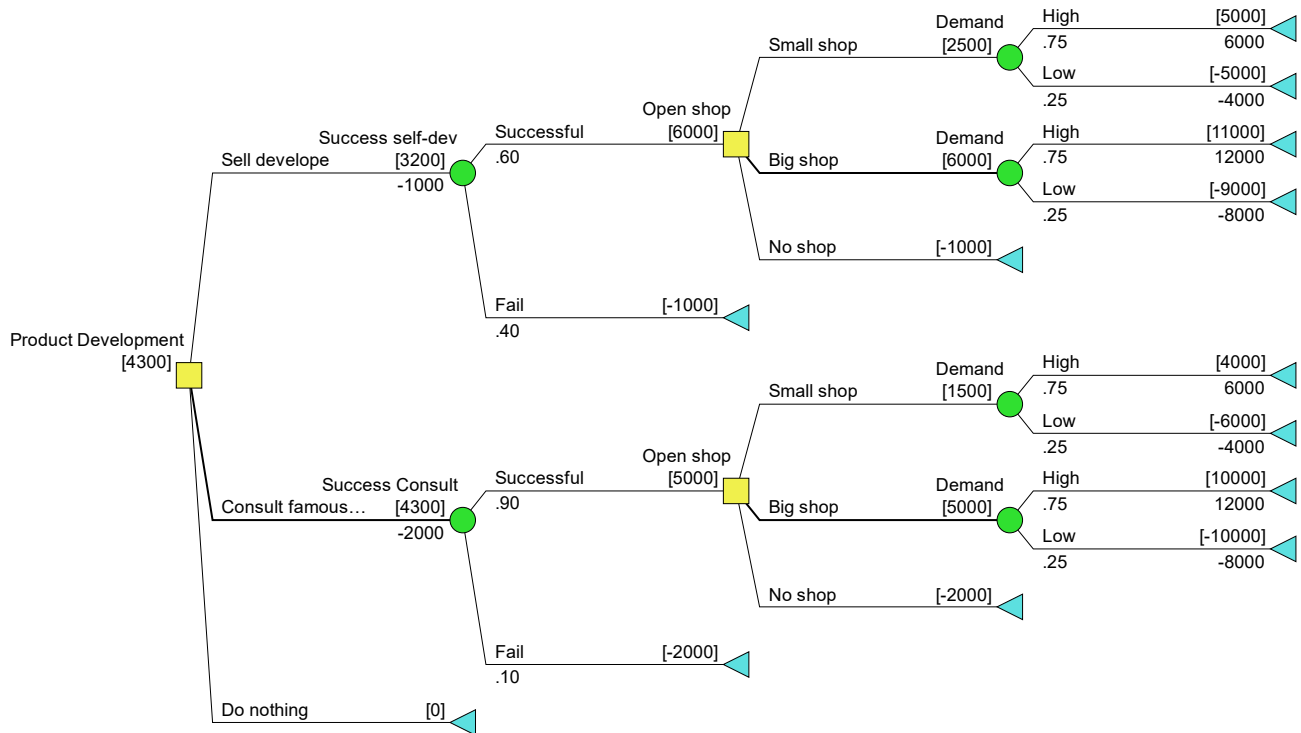 High [5000]
Demand
.75 6000
Small shop [2500]
Low [-5000]
.25 -4000
Open shop
Success self-dev Successful [6000] Demand High [11000]
.60 .75 12000
Sell develope [3200] Big shop [6000]
-1000 Low [-9000]
.25 -8000
No shop [-1000]
Fail [-1000]
.40
Product Development
[4300]
High [4000]
Demand
.75 6000
Small shop [1500]
Low [-6000]
.25 -4000
Open shop
Success Consult Successful [5000] Demand High [10000]
.90 .75 12000
Consult famous… [4300] Big shop [5000]
-2000 Low [-10000]
.25 -8000
No shop [-2000]
Fail [-2000]
.10
Do nothing [0]